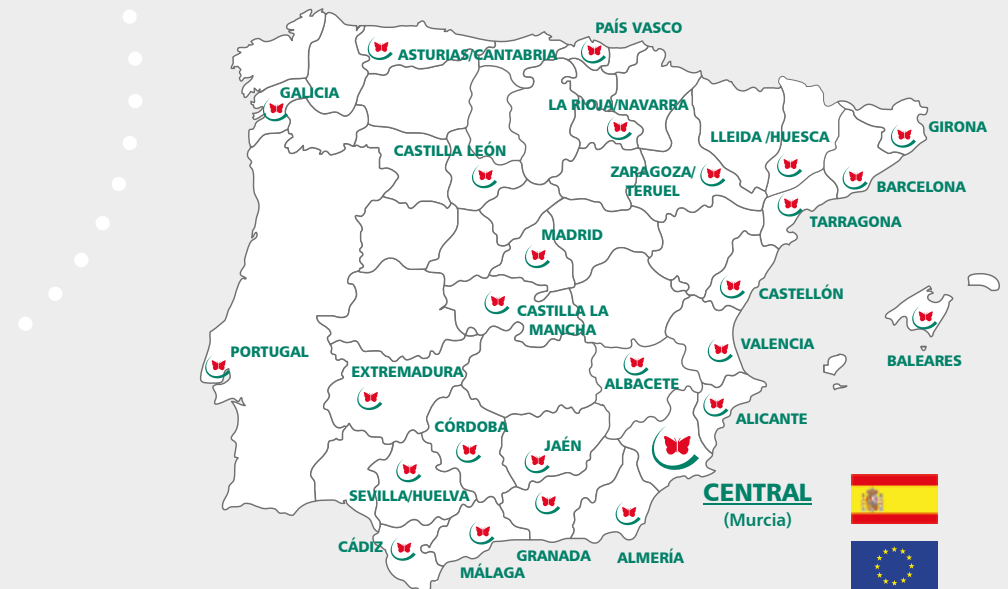 PAÍS VASCO
ASTURIAS/CANTABRIA
GALICIA
LA RIOJA/NAVARRA
GIRONA
LLEIDA /HUESCA
CASTILLA LEÓN
ZARAGOZA/
TERUEL
BARCELONA
TARRAGONA
MADRID
CASTELLÓN
CASTILLA LA
MANCHA
VALENCIA
PORTUGAL
BALEARES
EXTREMADURA
ALBACETE
ALICANTE
CÓRDOBA
JAÉN
SEVILLA/HUELVA
CENTRAL
(Murcia)
CÁDIZ
GRANADA
ALMERÍA
MÁLAGA